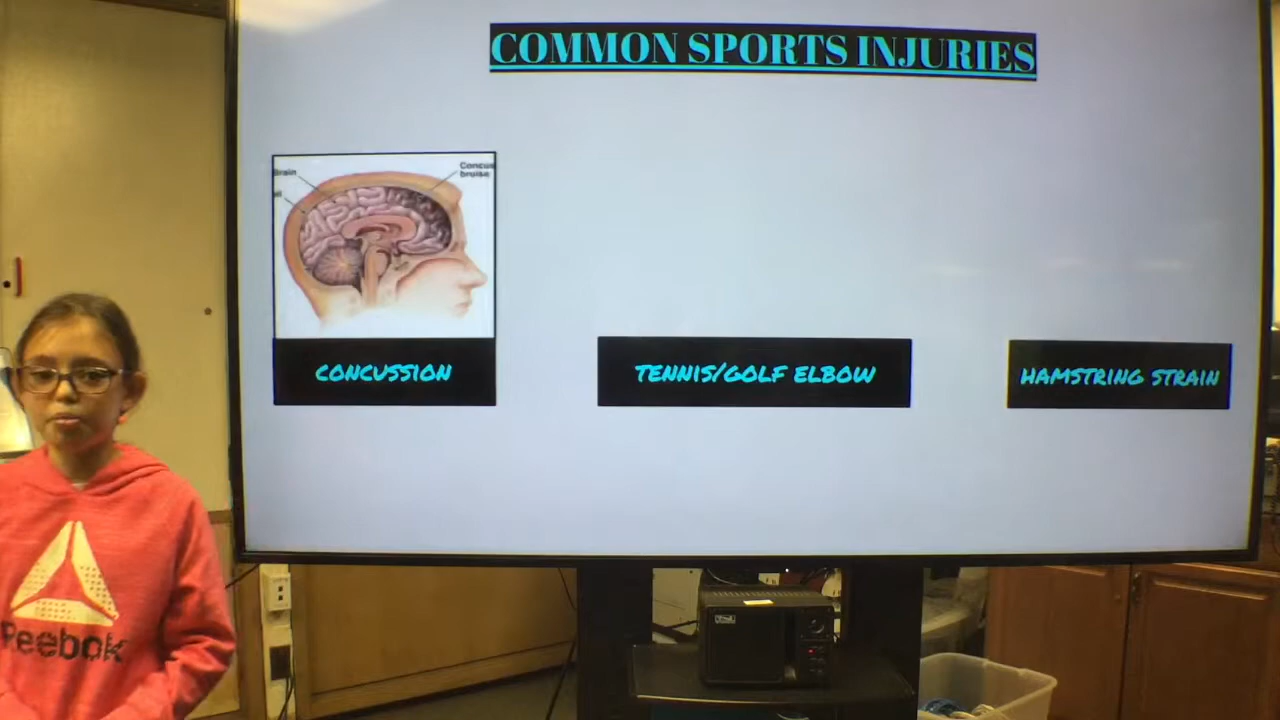 COMMON SPORTS INJURIES
Brain
Concus
bruise
CONCUSSION
TENNIS/GOLF ELBOW
HAMSTRING STRAIN
Reebok